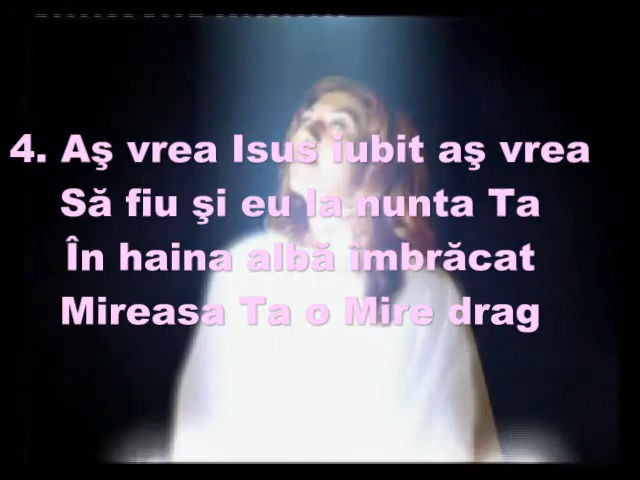 4. Aş vrea Isus iubit aş vrea
Să fiu şi eu la nunta Ta
În haina albă îmbrăcat
Mireasa Ta o Mire drag